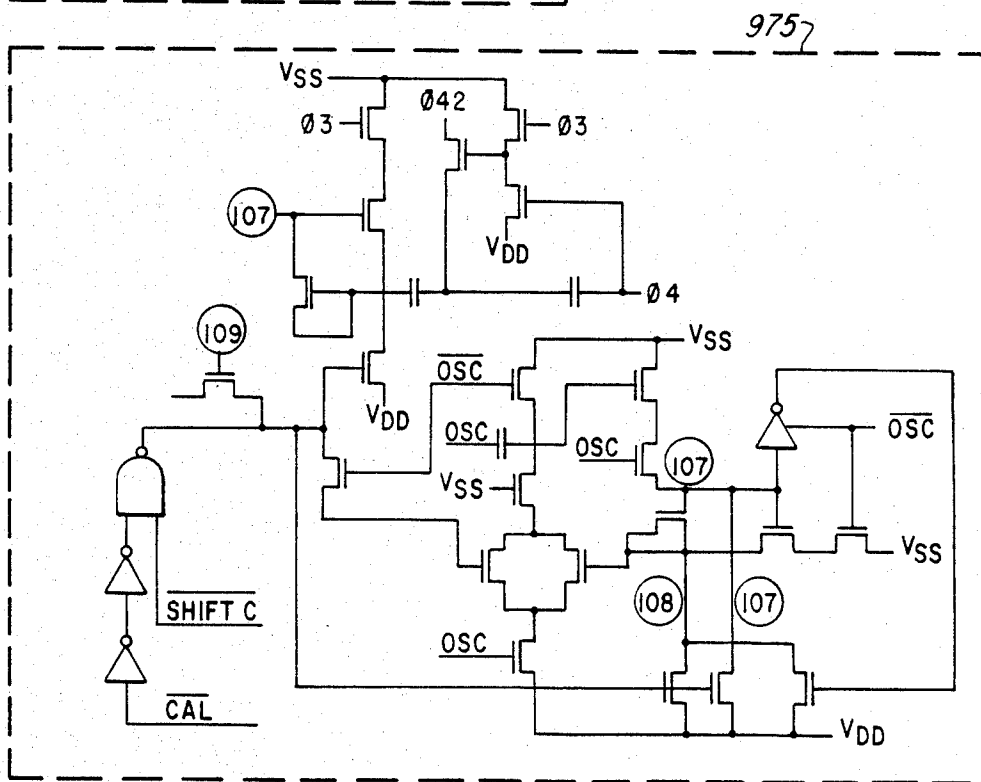 975
VSS
Ø42
Ø3
Ø3
107
VDD
Ø4
109
VSS
OSC
VDD
OSC
OSC
107
OSC
VSS
VSS
108
107
SHIFT C
OSC
CAL
VDD